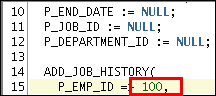 10 P_END_DATE := NULL;
11 P_JOB_ID := NULL;
12 P_DEPARTMENT_ID := NULL;
13
14 ADD_JOB_HISTORY(
15 P_EMP_ID => 100,